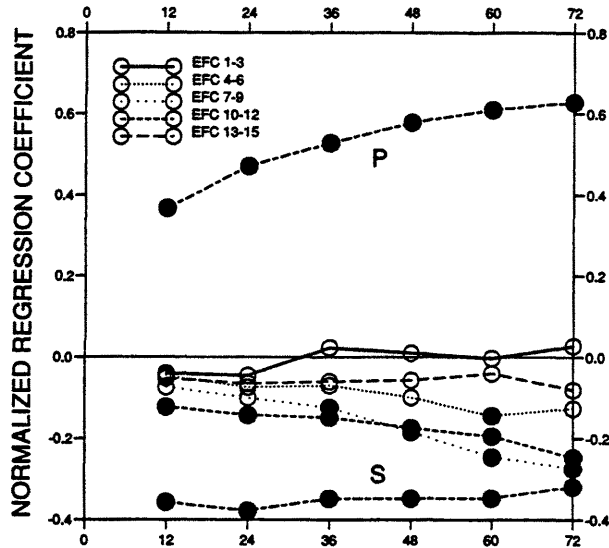 0 12 24 36 48 60 72
0.8 0.8
EFC 1-3
EFC 4-6
EFC 7-9
EFC 10-12
EFC 13-15
0.6 0.6
P
0.4 0.4
0.2 0.2
0.0 0.0
-0.2 -0.2
S
-0.4 -0.4
0 12 24 36 48 60 72
NORMALIZED REGRESSION COEFFICIENT